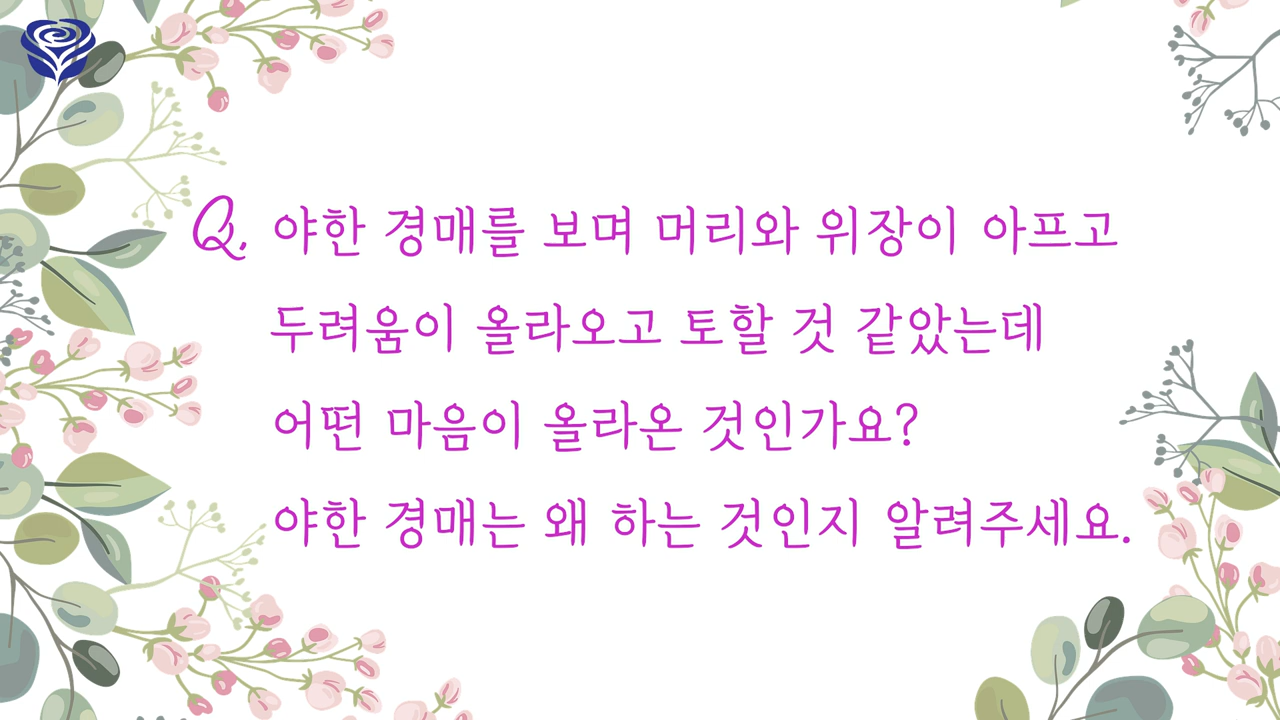 Q. 야한 경매를 보며 머리와 위장이 아프고
두려움이 올라오고 토할 것 같았는데
어떤 마음이 올라온 것인가요?
야한 경매는 왜 하는 것인지 알려주세요.